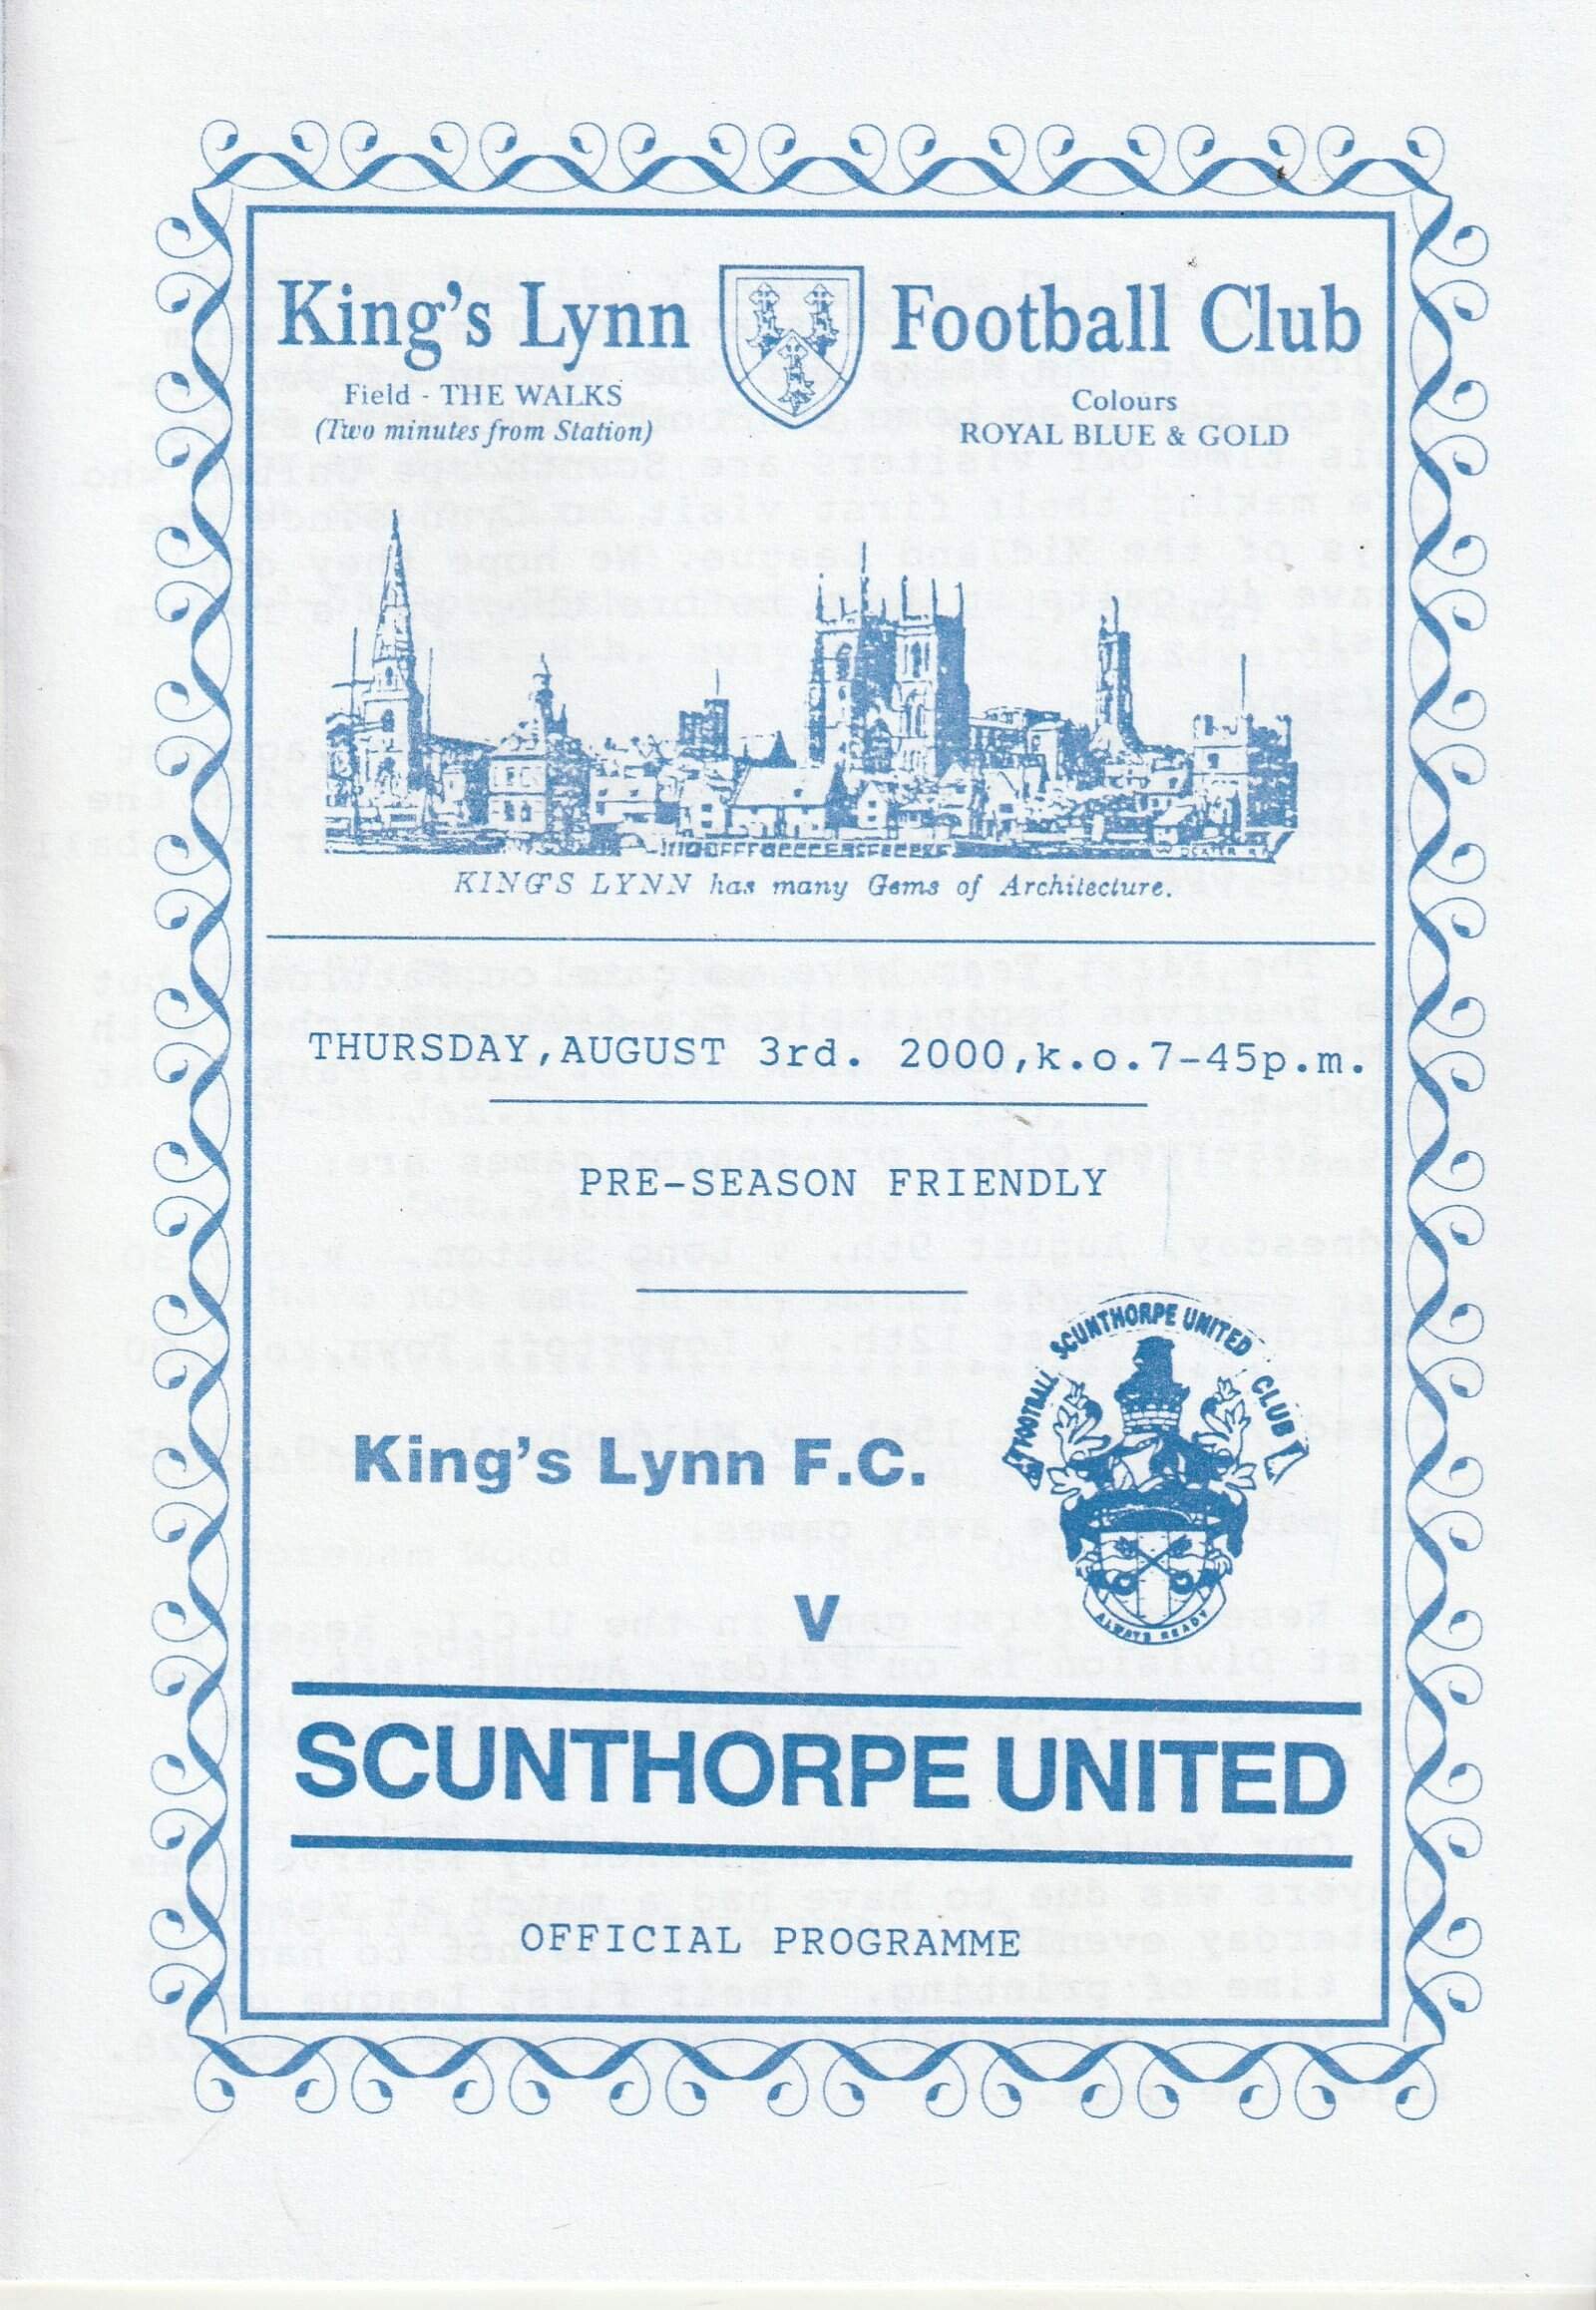 King's Lynn Football Club
Field - THE WALKS
(Two minutes from Station)
Colours
ROYAL BLUE & GOLD
KING'S LYNN has many Gems of Architecture.
THURSDAY,AUGUST 3rd. 2000,k.o.7-45p.m.
PRE-SEASON FRIENDLY
SCUNTHORPE UNITED
FOOTBALL CLUB
ALWAYS READY
King's Lynn F.C.
V
SCUNTHORPE UNITED
OFFICIAL PROGRAMME